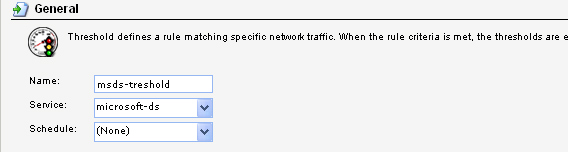 General
Threshold defines a rule matching specific network traffic. When the rule criteria is met, the thresholds are e
Name: msds-treshold
Service: microsoft-ds
Schedule: (None)